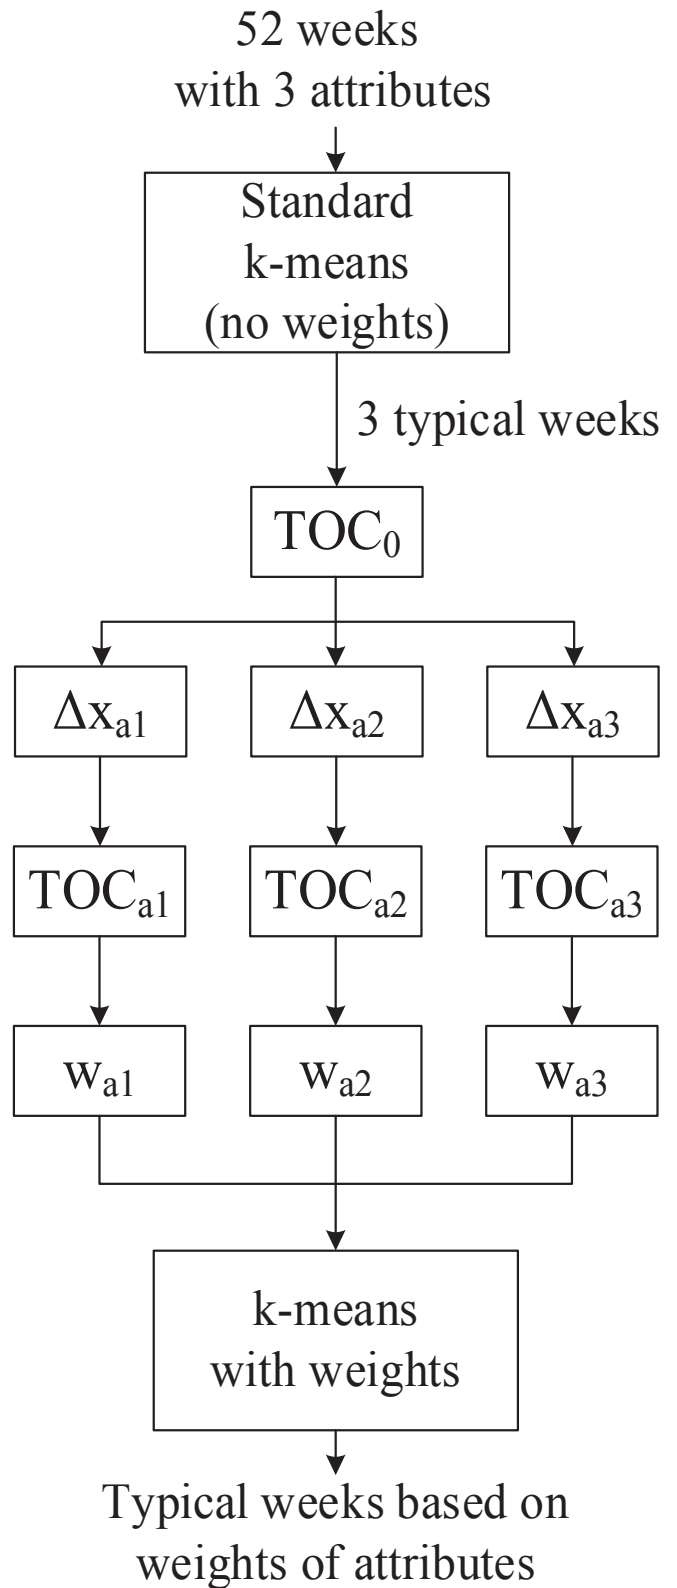 52 weeks
with 3 attributes
Standard
k-means
(no weights)
3 typical weeks
TOC₀
Δxₐ₁
Δxₐ₂
Δxₐ₃
TOCₐ₁
TOCₐ₂
TOCₐ₃
wₐ₁
wₐ₂
wₐ₃
k-means
with weights
Typical weeks based on
weights of attributes